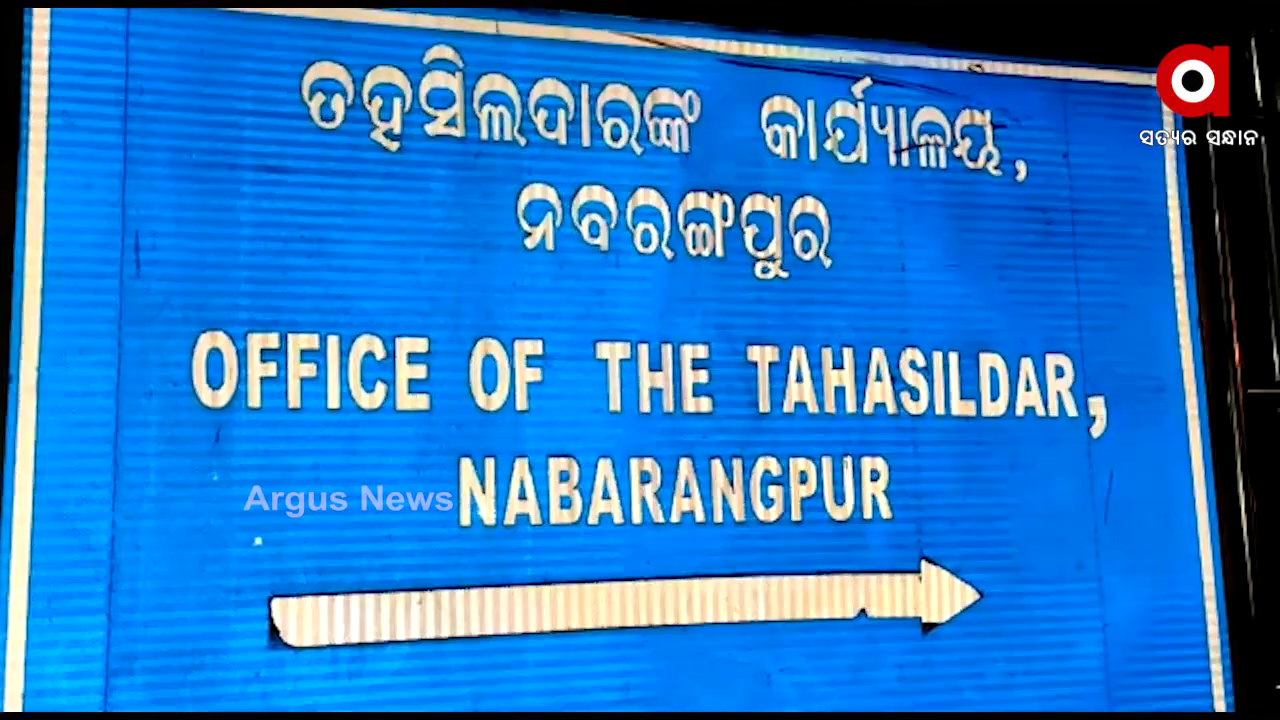 ତହସିଲଦାରଙ୍କ କାର୍ଯ୍ୟାଳୟ,
ନବରଙ୍ଗପୁର
OFFICE OF THE TAHASILDAR,
NABARANGPUR
Argus News
ସତ୍ୟର ସନ୍ଧାନ